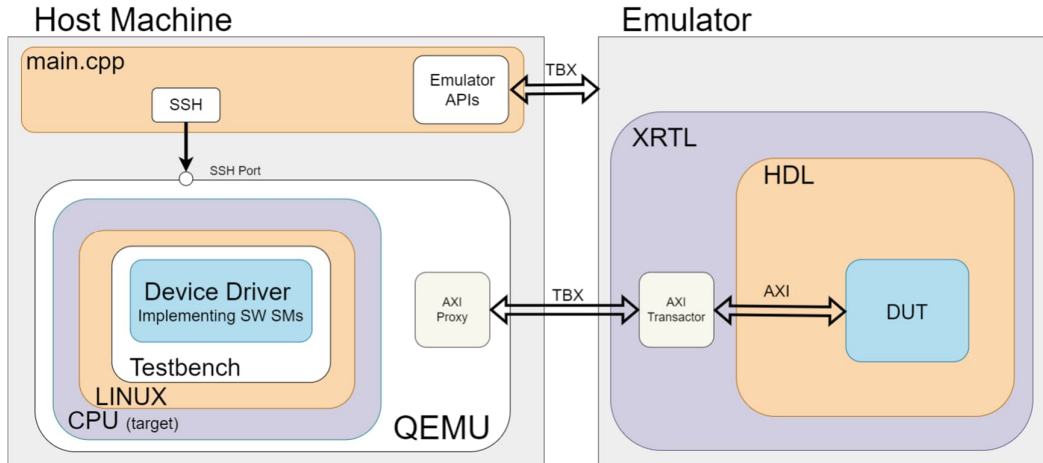 Host Machine
Emulator
main.cpp
Emulator
APIs
TBX
SSH
SSH Port
XRTL
HDL
Device Driver
Implementing SW SMs
Testbench
LINUX
CPU (target)
QEMU
AXI
Proxy
TBX
AXI
Transactor
AXI
DUT